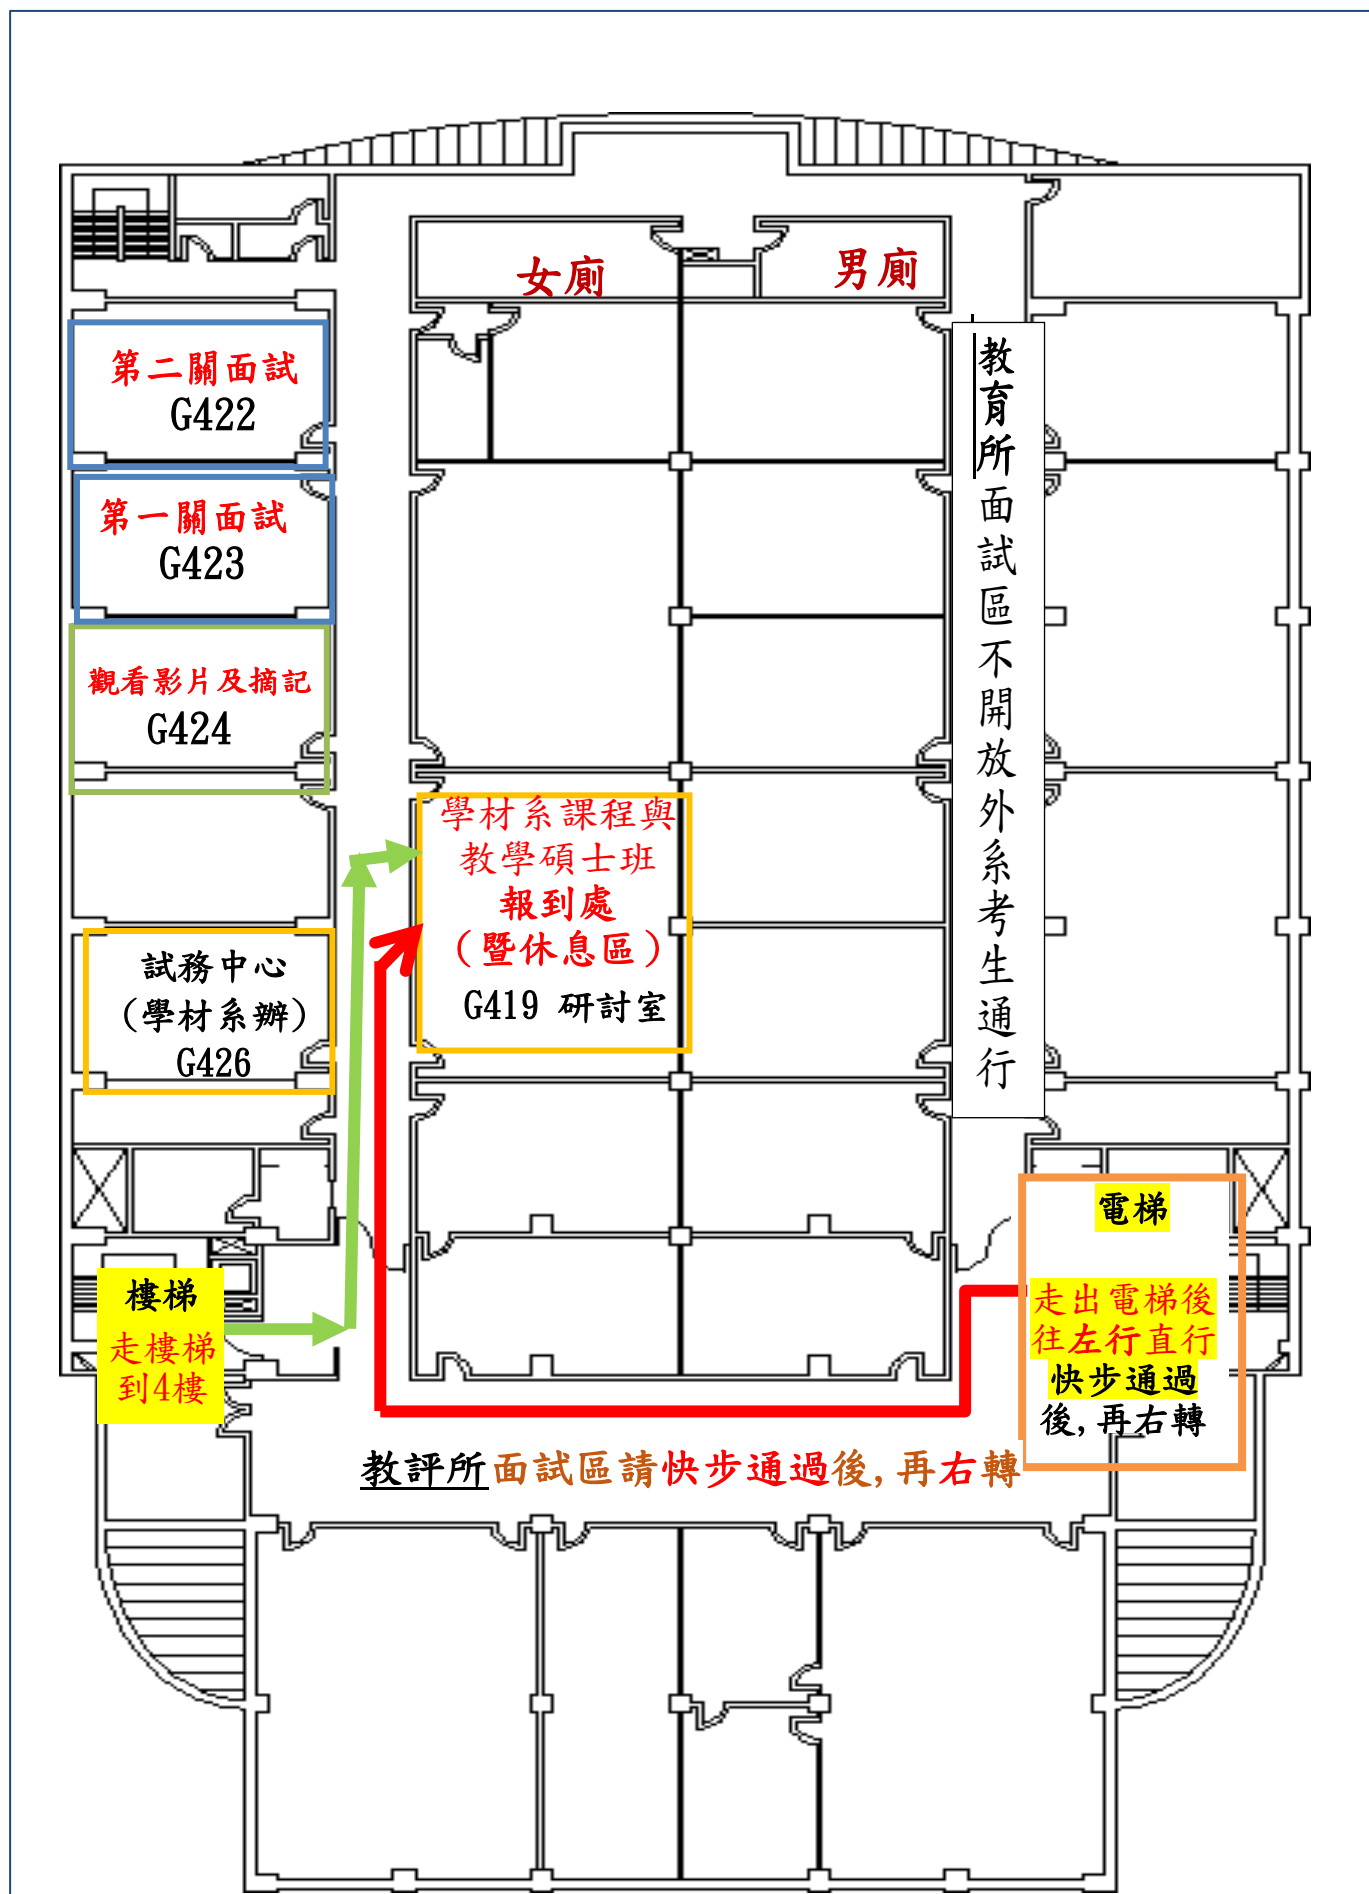 女廁
男廁
第二關面試
G422
第一關面試
G423
觀看影片及摘記
G424
教育所面試區不開放外系考生通行
學材系課程與
教學碩士班
報到處
(暨休息區)
G419 研討室
試務中心
(學材系辦)
G426
電梯
走出電梯後
往左行直行
快步通過
後,再右轉
樓梯
走樓梯
到4樓
教評所面試區請快步通過後,再右轉